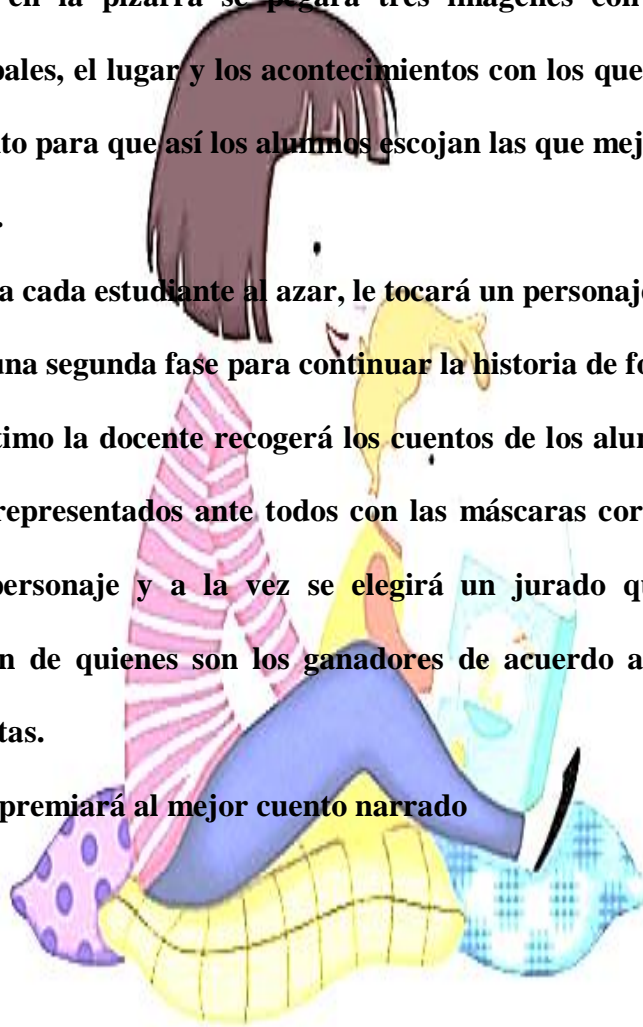 en la pizarra se pegará tres imágenes con
pales, el lugar y los acontecimientos con los que
to para que así los alumnos escojan las que mej
.
a cada estudiante al azar, le tocará un personaje
una segunda fase para continuar la historia de fo
timo la docente recogerá los cuentos de los alu
representados ante todos con las máscaras cor
personaje y a la vez se elegirá un jurado q
n de quienes son los ganadores de acuerdo a
tas.
premiará al mejor cuento narrado